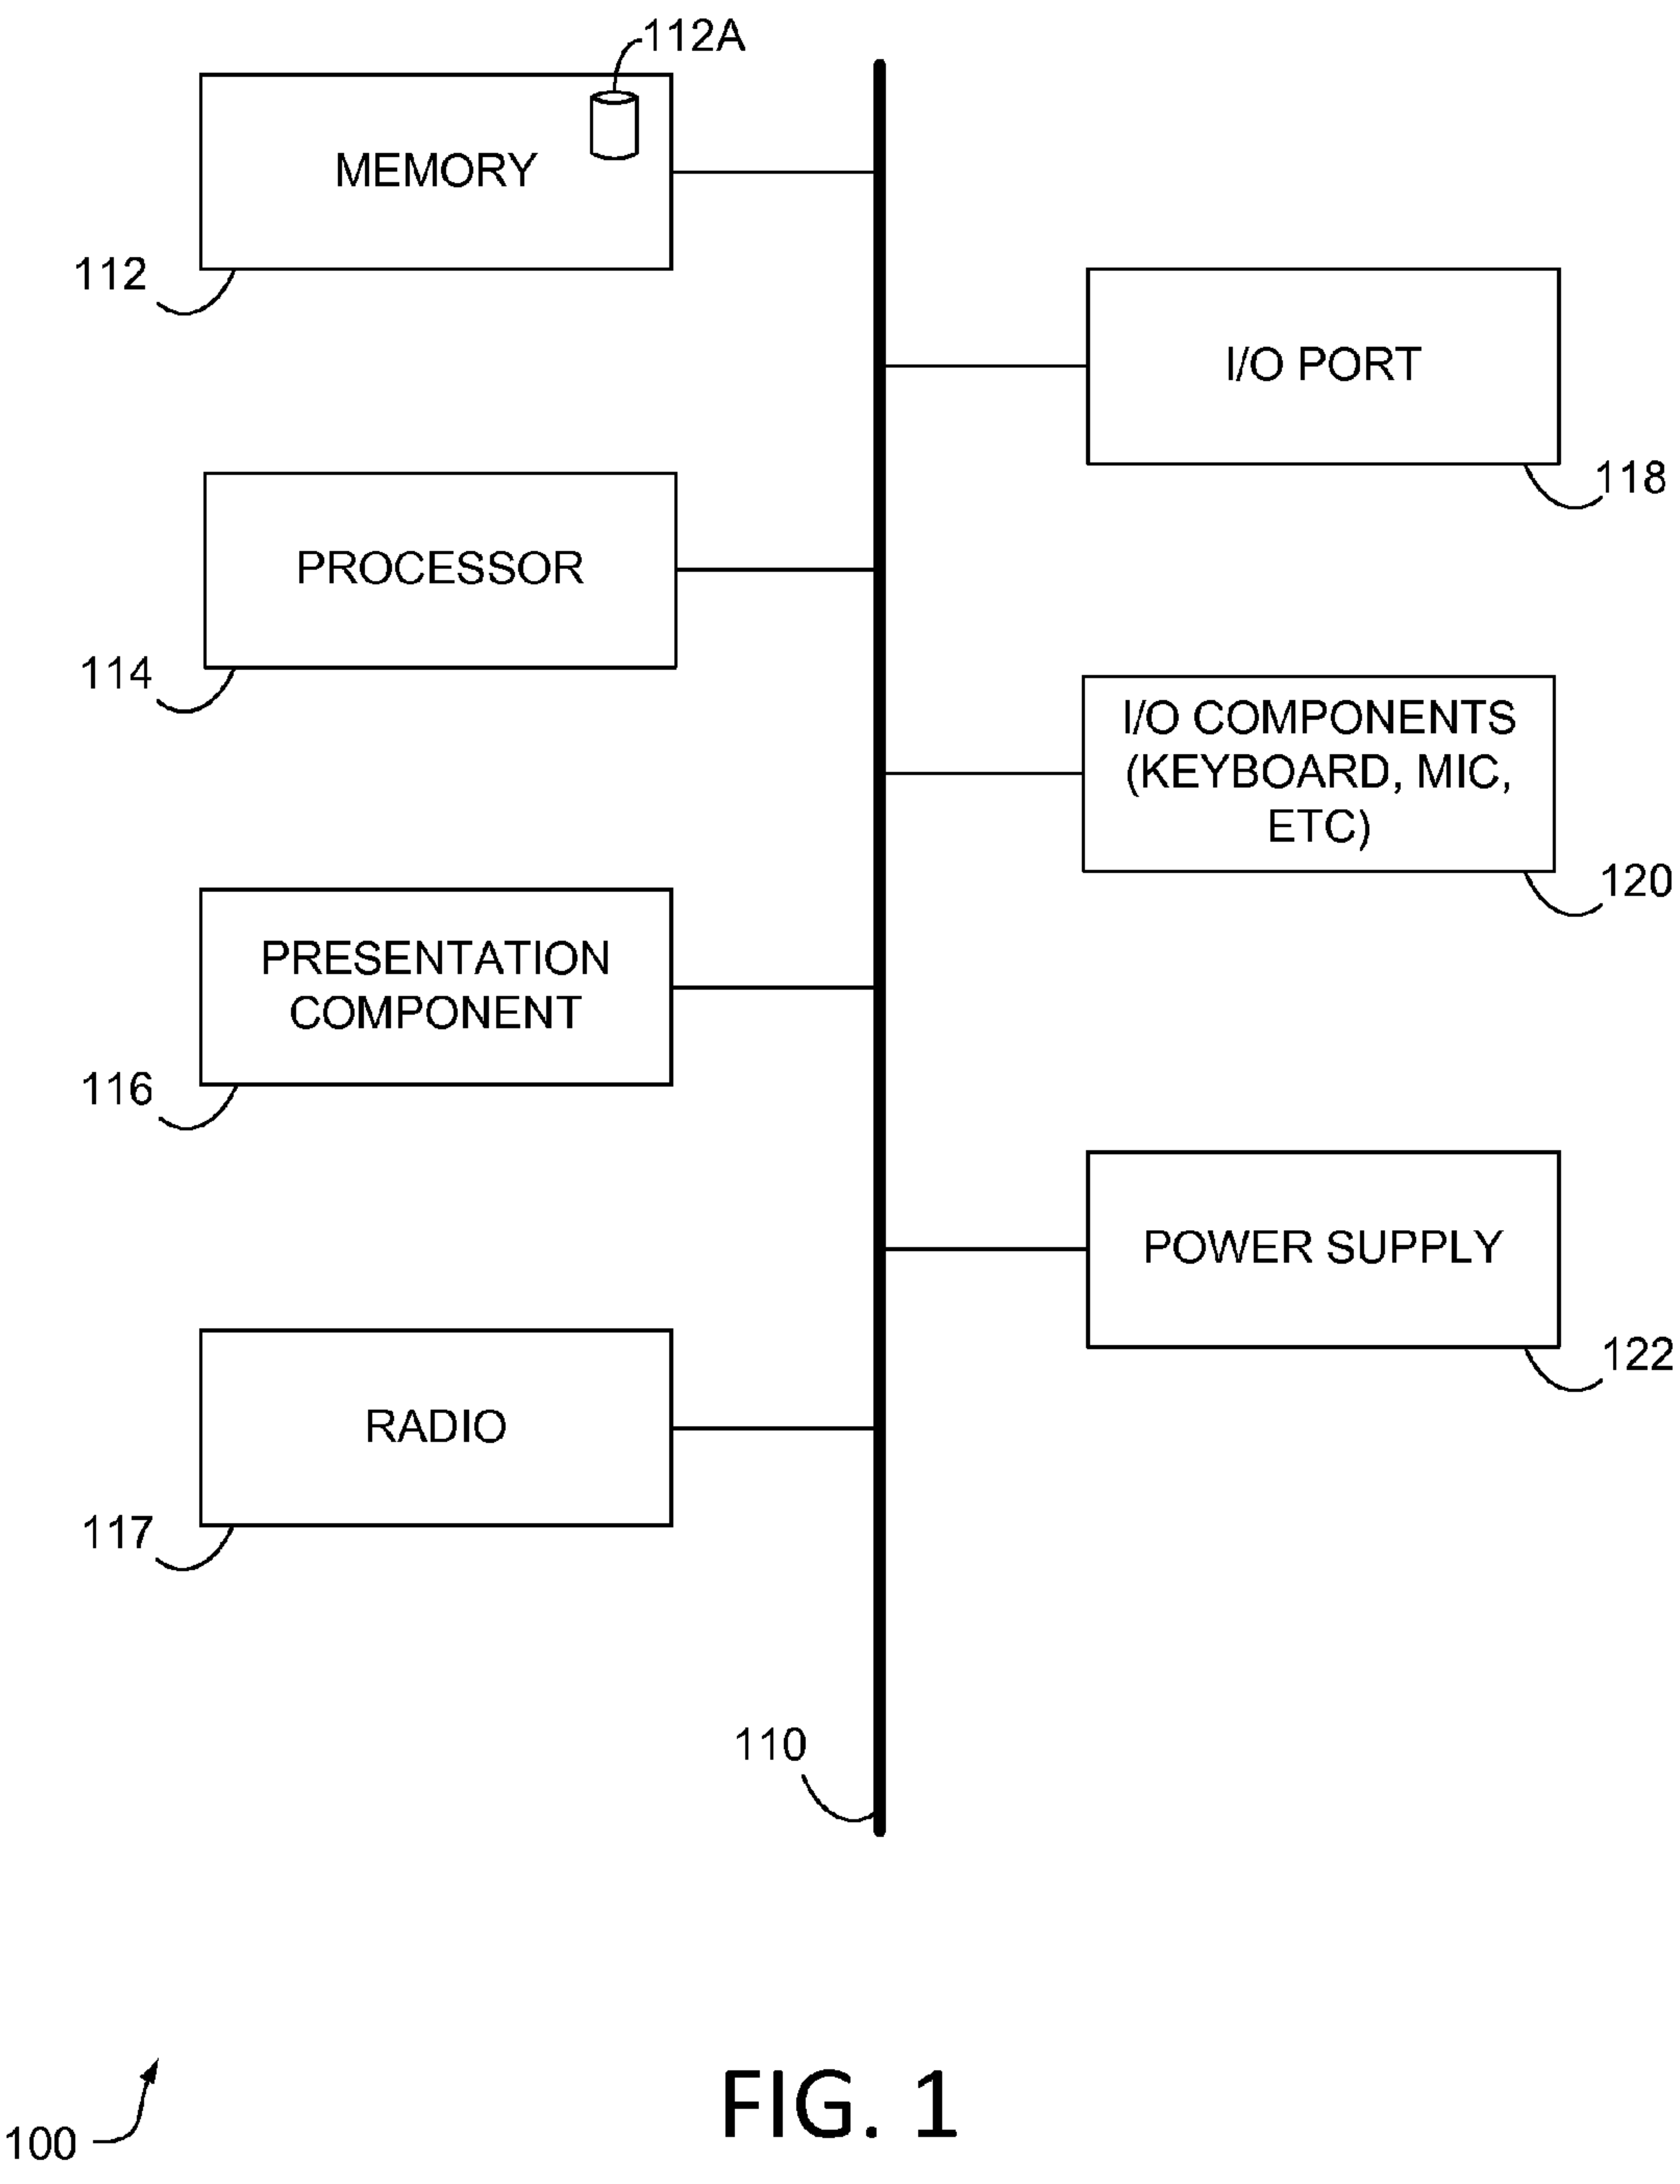 112A
MEMORY
112
I/O PORT
118
PROCESSOR
114
I/O COMPONENTS
(KEYBOARD, MIC,
ETC)
120
PRESENTATION
COMPONENT
116
POWER SUPPLY
122
RADIO
117
110
100
FIG. 1